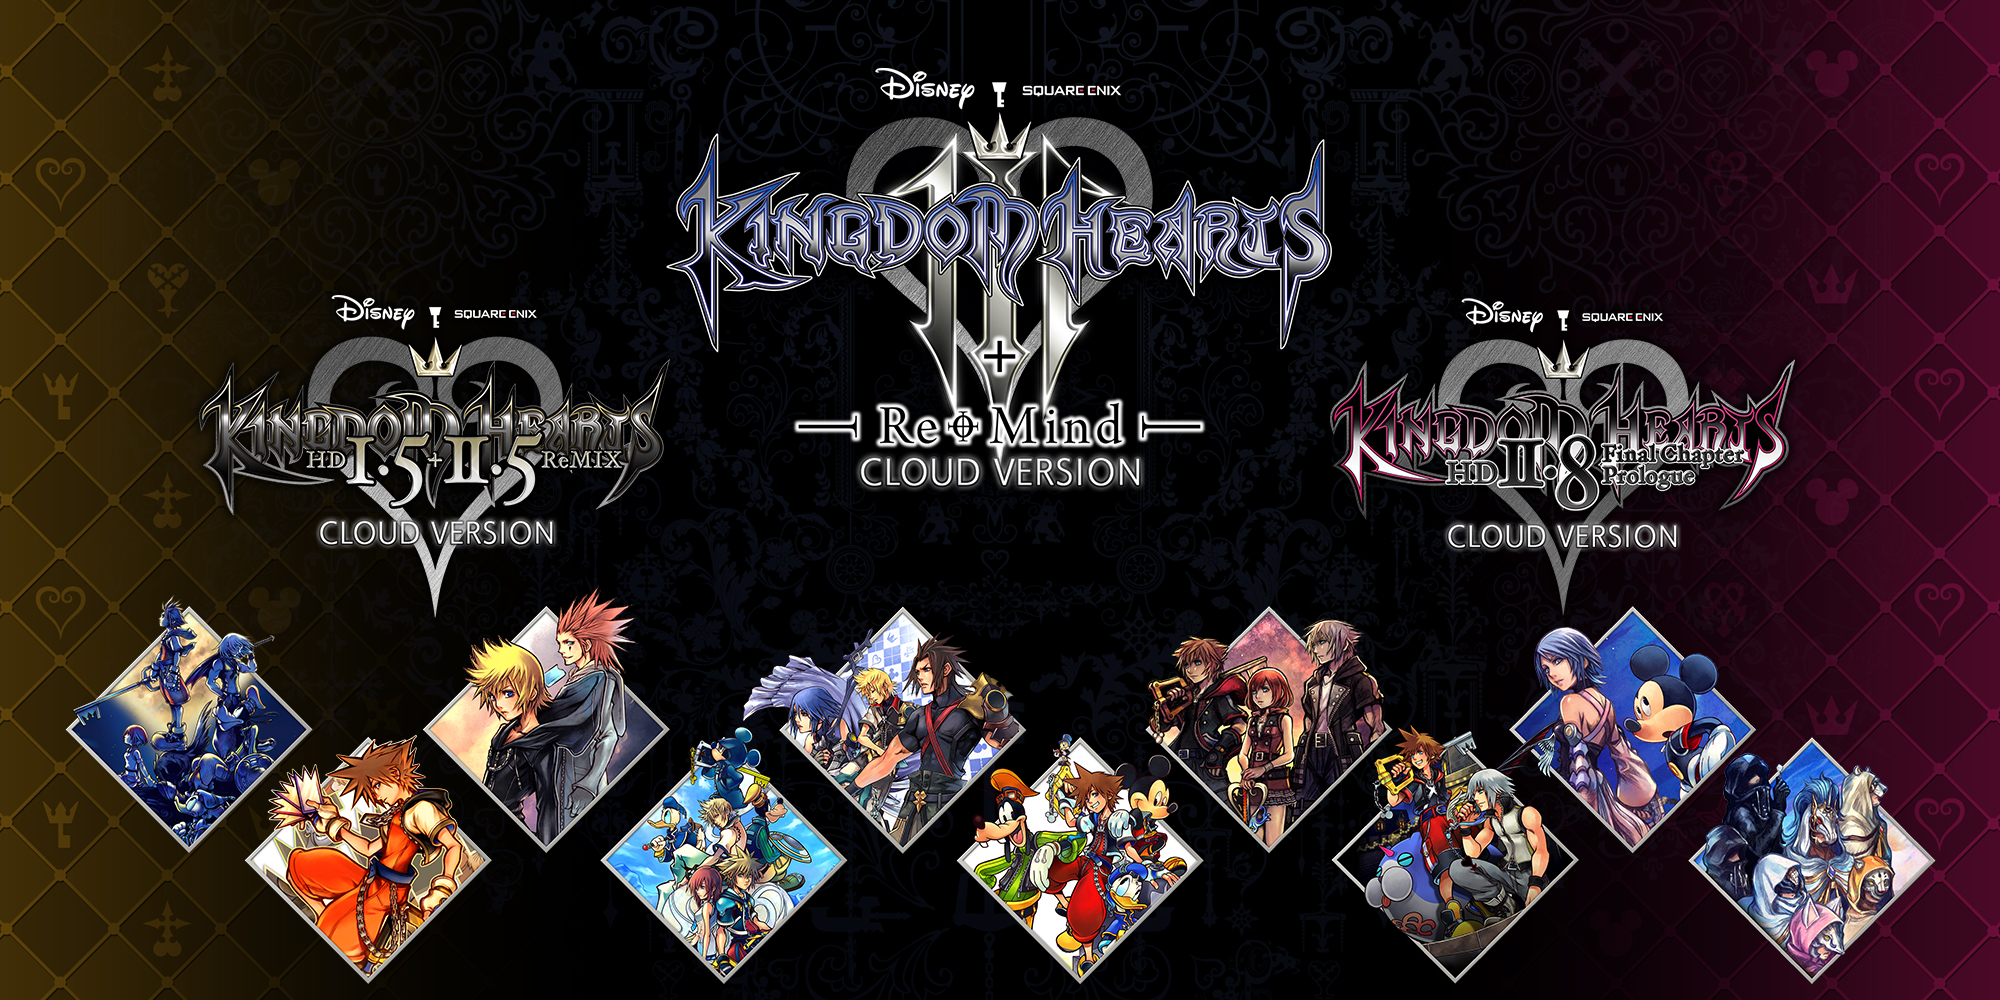 Disney SQUARE ENIX
KINGDOM HEARTS
III
+
Re Mind
CLOUD VERSION
Disney SQUARE ENIX
KINGDOM HEARTS
HD I.5+II.5 ReMIX
CLOUD VERSION
Disney SQUARE ENIX
KINGDOM HEARTS
HD II.8 Final Chapter
Prologue
CLOUD VERSION